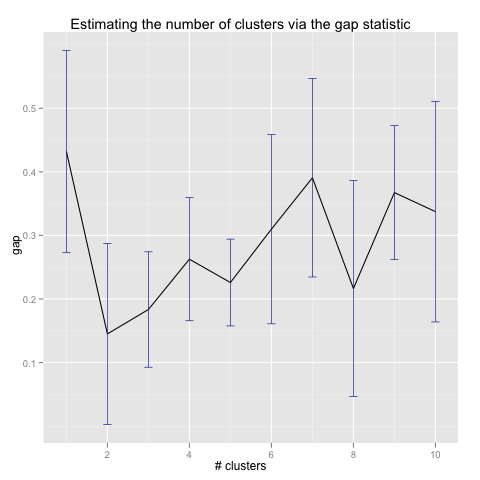 Estimating the number of clusters via the gap statistic
gap
0.5
0.4
0.3
0.2
0.1
2 4 6 8 10
# clusters